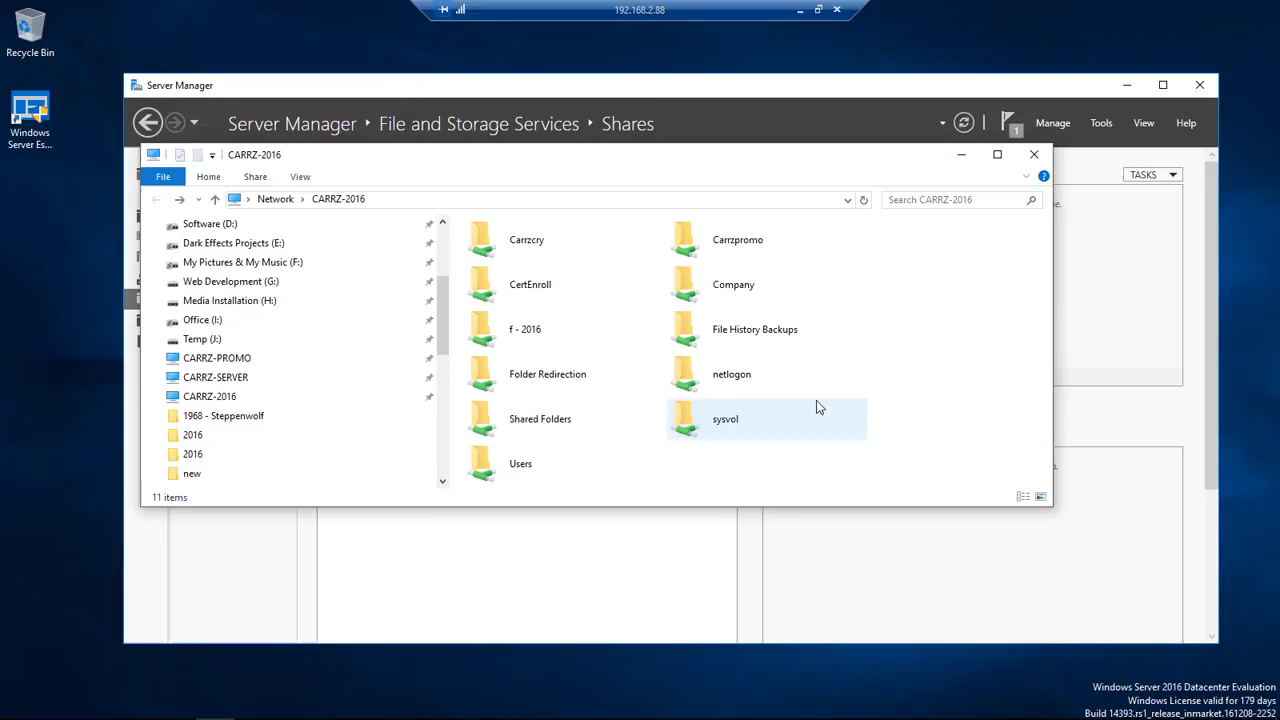 192.168.2.88
Recycle Bin
Windows
Server Es...
Server Manager
Server Manager ‣ File and Storage Services ‣ Shares
1
Manage Tools View Help
CARRZ-2016
TASKS
File Home Share View
Network > CARRZ-2016
Search CARRZ-2016
Software (D:)
Dark Effects Projects (E:)
My Pictures & My Music (F:)
Web Development (G:)
Media Installation (H:)
Office (I:)
Temp (J:)
CARRZ-PROMO
CARRZ-SERVER
CARRZ-2016
1968 - Steppenwolf
2016
2016
new
Carrzcry
Carrzpromo
CertEnroll
Company
f - 2016
File History Backups
Folder Redirection
netlogon
Shared Folders
sysvol
Users
11 items
Windows Server 2016 Datacenter Evaluation
Windows License valid for 179 days
Build 14393.rs1_release_inmarket.161208-2252